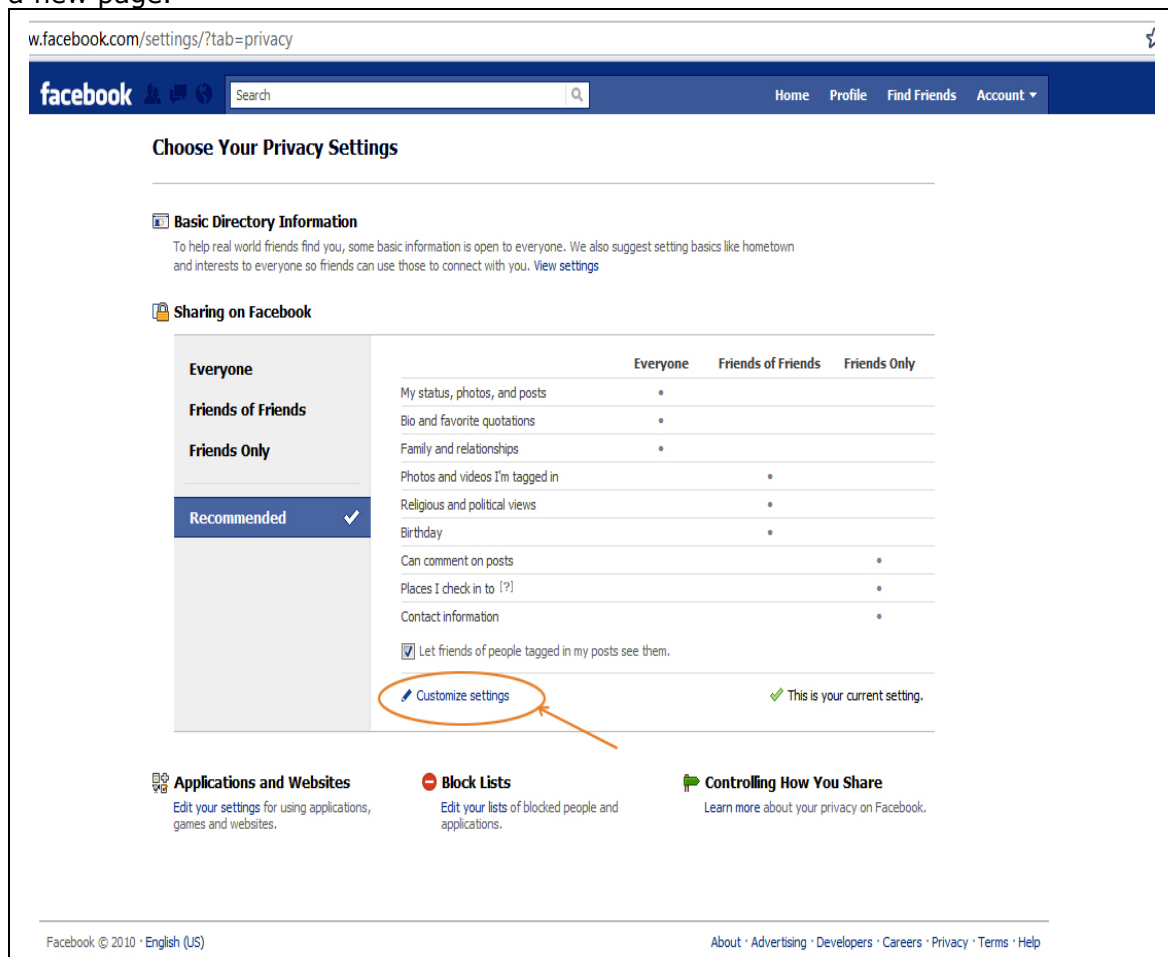 a new page.
w.facebook.com/settings/?tab=privacy
facebook Search Home Profile Find Friends Account
Choose Your Privacy Settings
Basic Directory Information
To help real world friends find you, some basic information is open to everyone. We also suggest setting basics like hometown
and interests to everyone so friends can use those to connect with you. View settings
Sharing on Facebook
Everyone
Friends of Friends
Friends Only
Recommended
Everyone Friends of Friends Friends Only
My status, photos, and posts
Bio and favorite quotations
Family and relationships
Photos and videos I'm tagged in
Religious and political views
Birthday
Can comment on posts
Places I check in to [?]
Contact information
Let friends of people tagged in my posts see them.
Customize settings This is your current setting.
Applications and Websites
Edit your settings for using applications,
games and websites.
Block Lists
Edit your lists of blocked people and
applications.
Controlling How You Share
Learn more about your privacy on Facebook.
Facebook © 2010 · English (US) About · Advertising · Developers · Careers · Privacy · Terms · Help